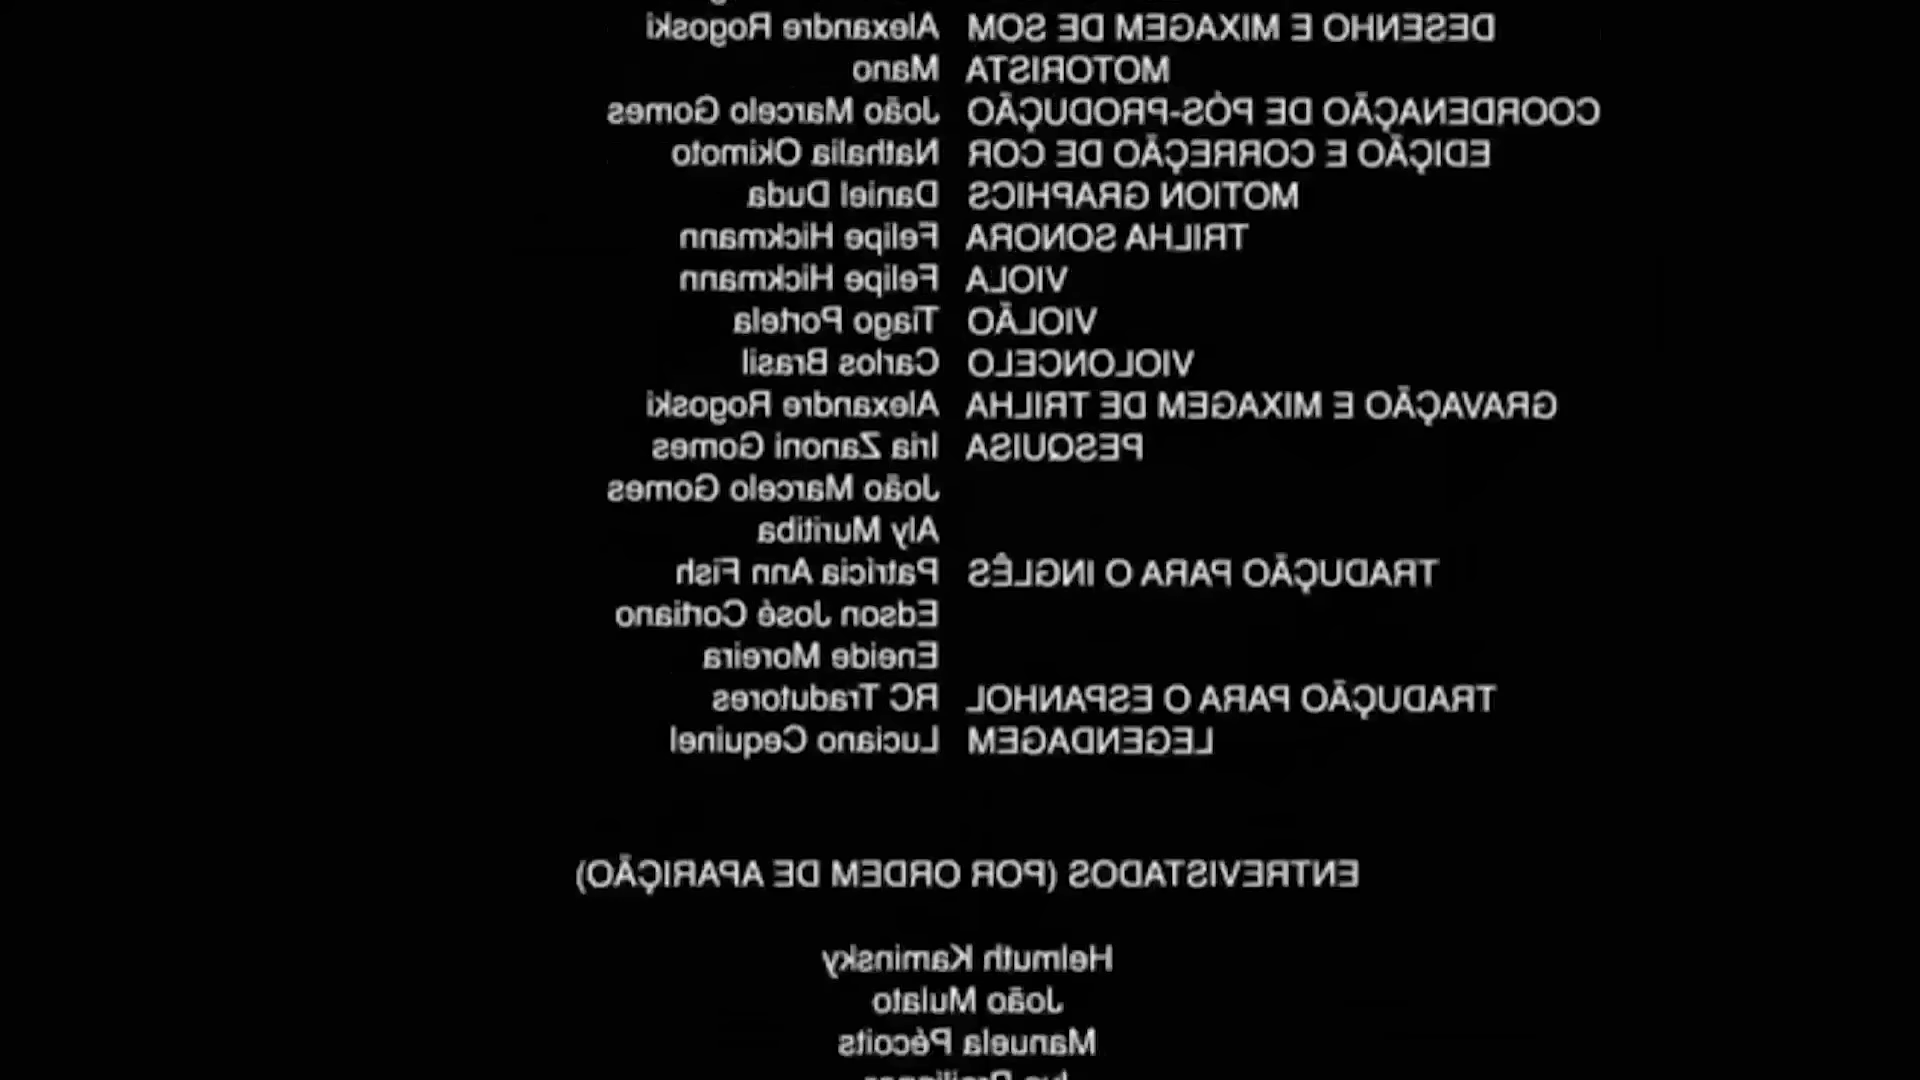 DESENHO E MIXAGEM DE SOM Alexandre Rogoski
MOTORISTA Mano
COORDENAÇÃO DE PÓS-PRODUÇÃO João Marcelo Gomes
EDIÇÃO E CORREÇÃO DE COR Nathalia Okimoto
MOTION GRAPHICS Daniel Duda
TRILHA SONORA Felipe Hickmann
VIOLA Felipe Hickmann
VIOLÃO Tiago Portela
VIOLONCELO Carlos Brasil
GRAVAÇÃO E MIXAGEM DE TRILHA Alexandre Rogoski
PESQUISA Iria Zanoni Gomes
João Marcelo Gomes
Aly Muritiba
TRADUÇÃO PARA O INGLÊS Patrícia Ann Fish
Edson José Cortiano
Eneide Moreira
TRADUÇÃO PARA O ESPANHOL RC Tradutores
LEGENDAGEM Luciano Cequinel
ENTREVISTADOS (POR ORDEM DE APARIÇÃO)
Helmuth Kaminsky
João Mulato
Manuela Pécoits